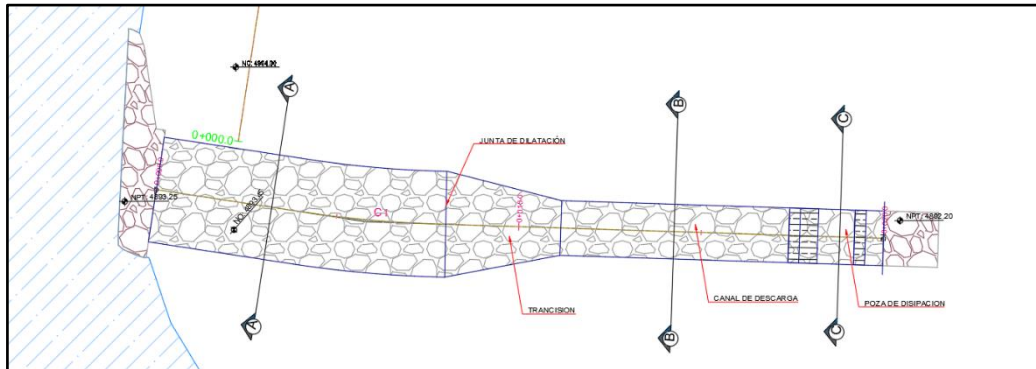 A
B
C
0+000.0
JUNTA DE DILATACIÓN
NPT: 4893.25
C1
NPT: 4882.20
TRANCISION
CANAL DE DESCARGA
POZA DE DISIPACION
A
B
C